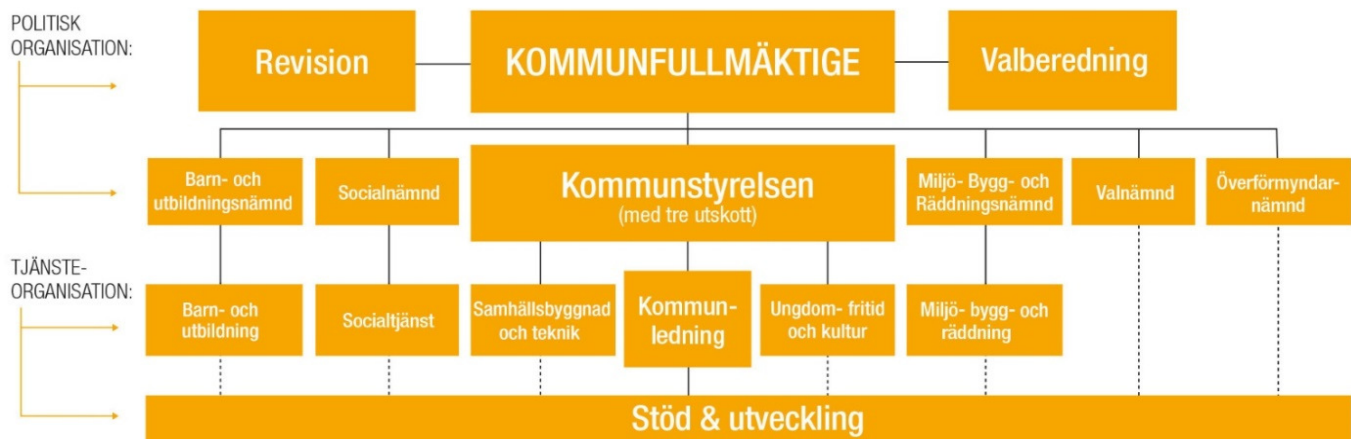 POLITISK
ORGANISATION:
Revision
KOMMUNFULLMÄKTIGE
Valberedning
Barn- och
utbildningsnämnd
Socialnämnd
Kommunstyrelsen
(med tre utskott)
Miljö- Bygg- och
Räddningsnämnd
Valnämnd
Överförmyndar-
nämnd
TJÄNSTE-
ORGANISATION:
Barn- och
utbildning
Socialtjänst
Samhällsbyggnad
och teknik
Kommun-
ledning
Ungdom- fritid
och kultur
Miljö- bygg- och
räddning
Stöd & utveckling